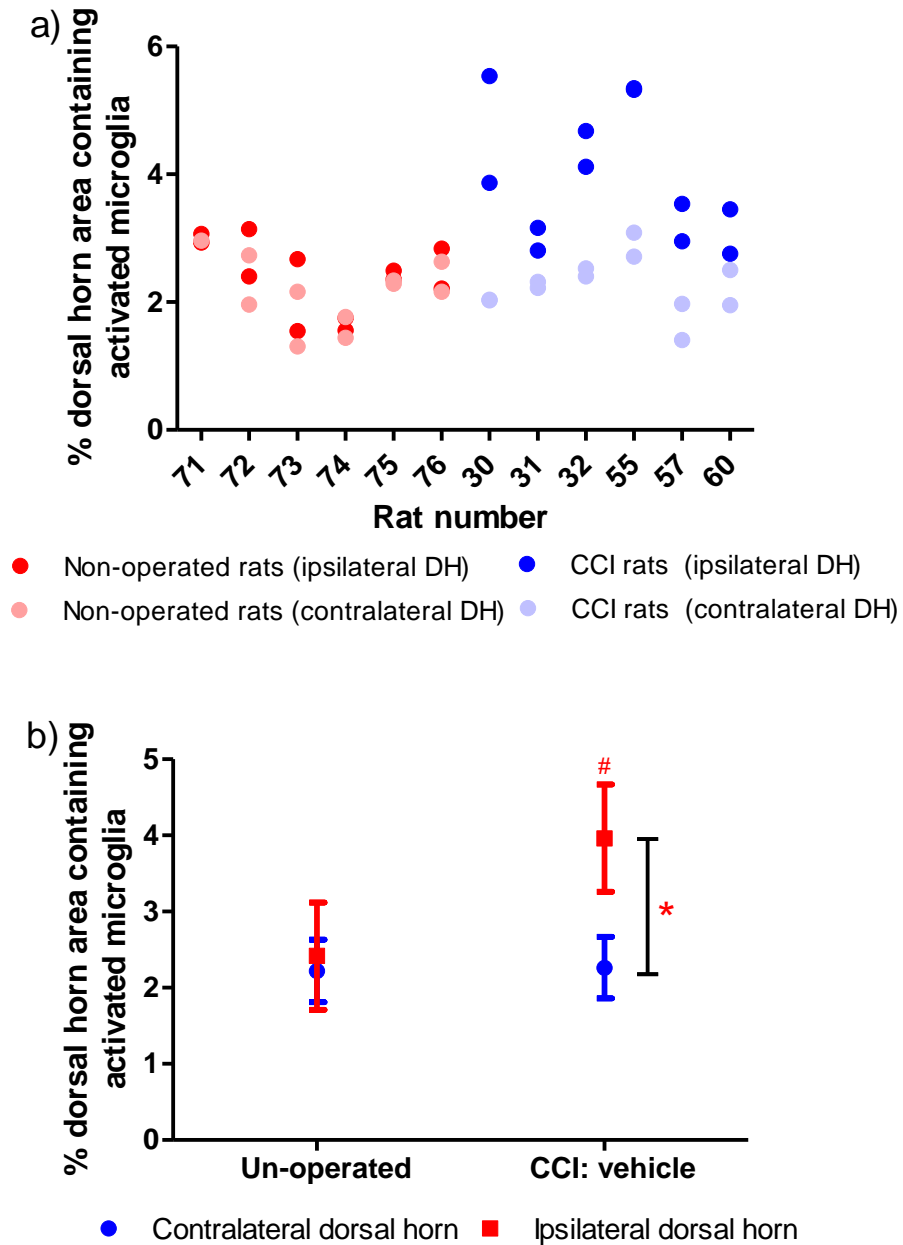 a)
% dorsal horn area containing
activated microglia
6
4
2
0
71 72 73 74 75 76 30 31 32 55 57 60
Rat number
Non-operated rats (ipsilateral DH) CCI rats (ipsilateral DH)
Non-operated rats (contralateral DH) CCI rats (contralateral DH)
b)
% dorsal horn area containing
activated microglia
5
4
3
2
1
0
#
*
Un-operated CCI: vehicle
Contralateral dorsal horn Ipsilateral dorsal horn